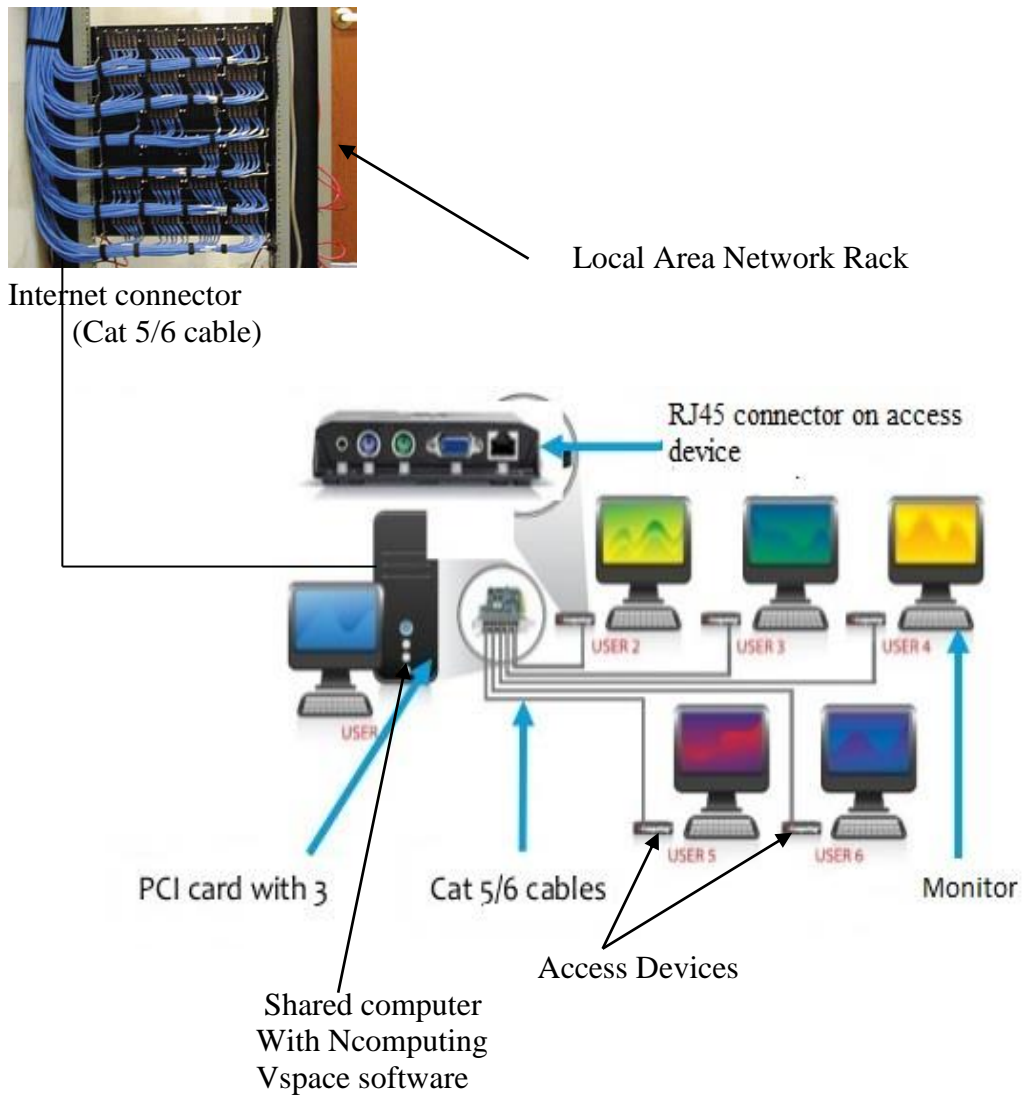 Local Area Network Rack
Internet connector
(Cat 5/6 cable)
RJ45 connector on access
device
USER 2
USER 3
USER 4
USER
USER 5
USER 6
PCI card with 3
Cat 5/6 cables
Monitor
Access Devices
Shared computer
With Ncomputing
Vspace software